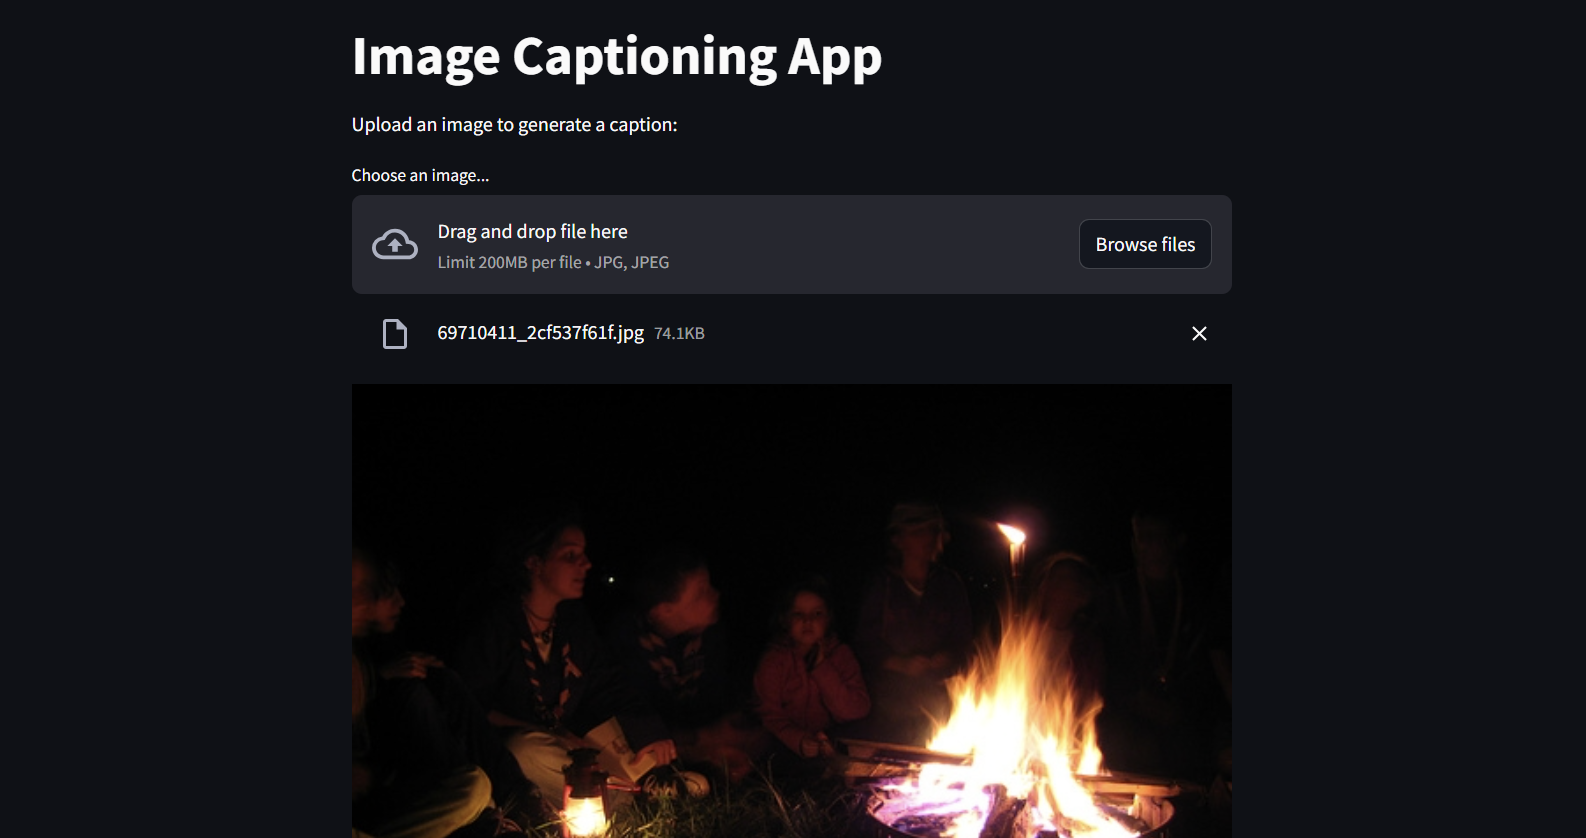 Image Captioning App
Upload an image to generate a caption:
Choose an image...
Drag and drop file here
Limit 200MB per file • JPG, JPEG
Browse files
69710411_2cf537f61f.jpg 74.1KB